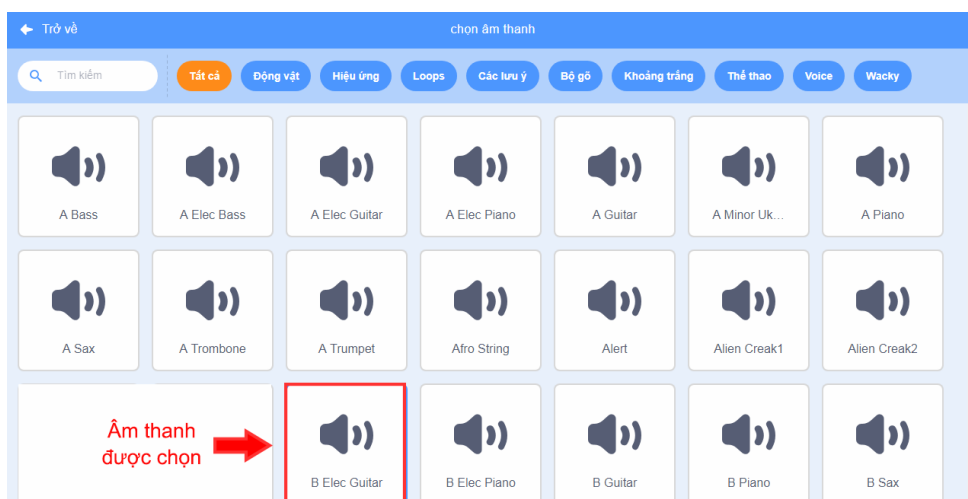 Trở về
chọn âm thanh
Tìm kiếm
Tất cả
Động vật
Hiệu ứng
Loops
Các lưu ý
Bộ gõ
Khoảng trắng
Thể thao
Voice
Wacky
A Bass
A Elec Bass
A Elec Guitar
A Elec Piano
A Guitar
A Minor Uk...
A Piano
A Sax
A Trombone
A Trumpet
Afro String
Alert
Alien Creak1
Alien Creak2
Âm thanh
được chọn
B Elec Guitar
B Elec Piano
B Guitar
B Piano
B Sax